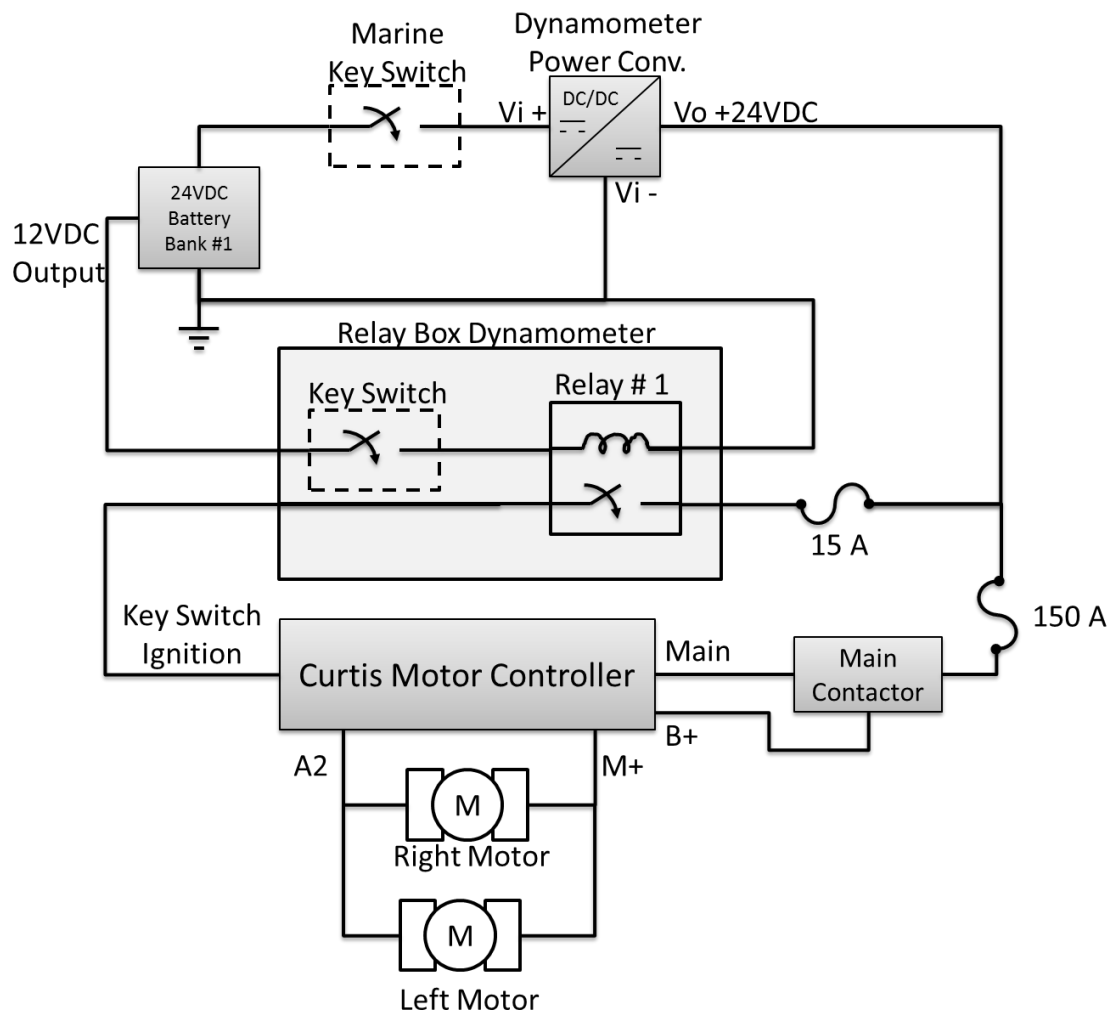 Marine
Key Switch
Dynamometer
Power Conv.
Vi +
DC/DC
Vo +24VDC
Vi -
24VDC
Battery
Bank #1
12VDC
Output
Relay Box Dynamometer
Key Switch
Relay # 1
15 A
150 A
Key Switch
Ignition
Curtis Motor Controller
Main
Main
Contactor
B+
A2
M+
M
Right Motor
M
Left Motor